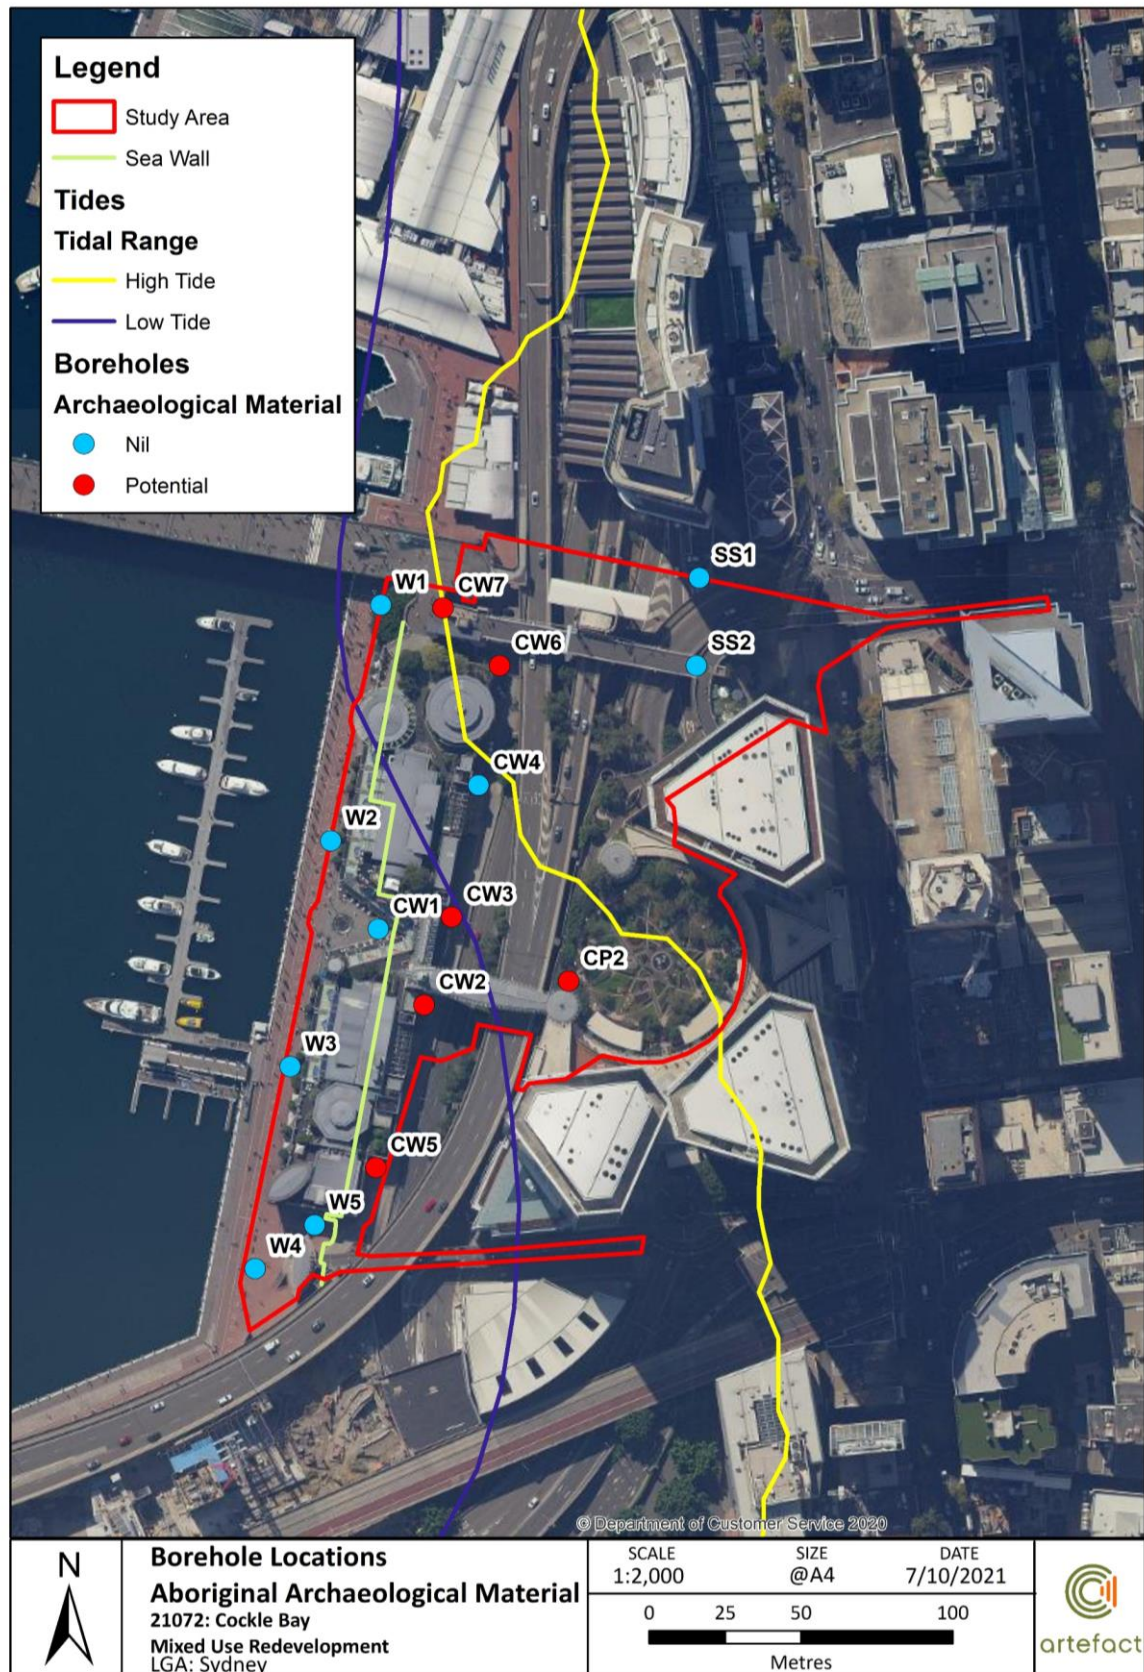 Legend
Study Area
Sea Wall
Tides
Tidal Range
High Tide
Low Tide
Boreholes
Archaeological Material
Nil
Potential
SS1
W1
CW7
CW6
SS2
CW4
W2
CW3
CW1
CP2
CW2
W3
CW5
W5
W4
© Department of Customer Service 2020
N
Borehole Locations
Aboriginal Archaeological Material
21072: Cockle Bay
Mixed Use Redevelopment
LGA: Sydney
SCALE
1:2,000
SIZE
@A4
DATE
7/10/2021
0 25 50 100
Metres
artefact